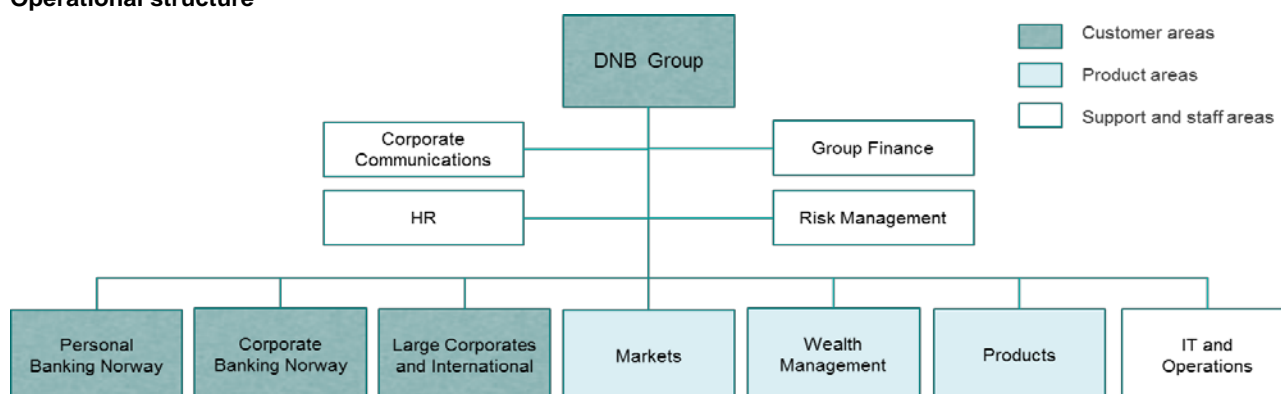 Operational structure
DNB Group
Customer areas
Product areas
Support and staff areas
Corporate
Communications
Group Finance
HR
Risk Management
Personal
Banking Norway
Corporate
Banking Norway
Large Corporates
and International
Markets
Wealth
Management
Products
IT and
Operations